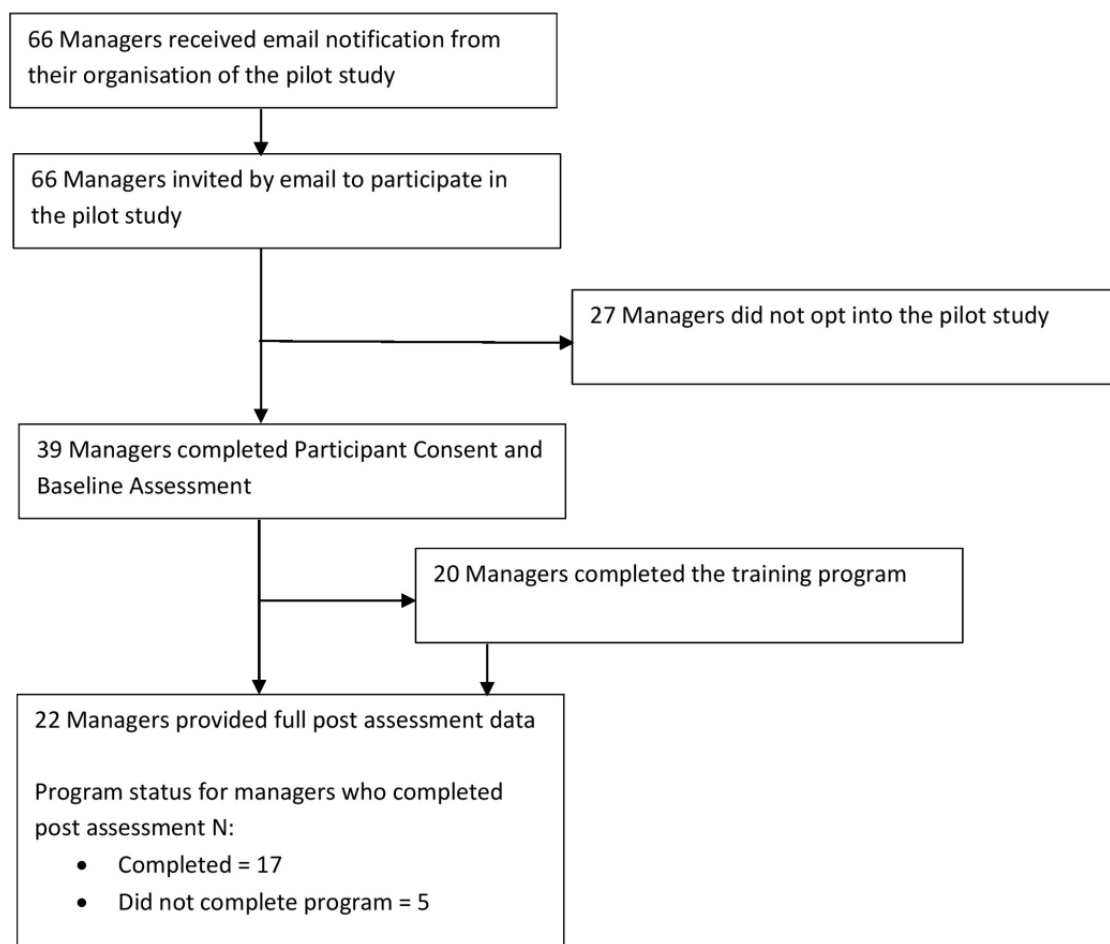 66 Managers received email notification from
their organisation of the pilot study
66 Managers invited by email to participate in
the pilot study
27 Managers did not opt into the pilot study
39 Managers completed Participant Consent and
Baseline Assessment
20 Managers completed the training program
22 Managers provided full post assessment data
Program status for managers who completed
post assessment N:
• Completed = 17
• Did not complete program = 5